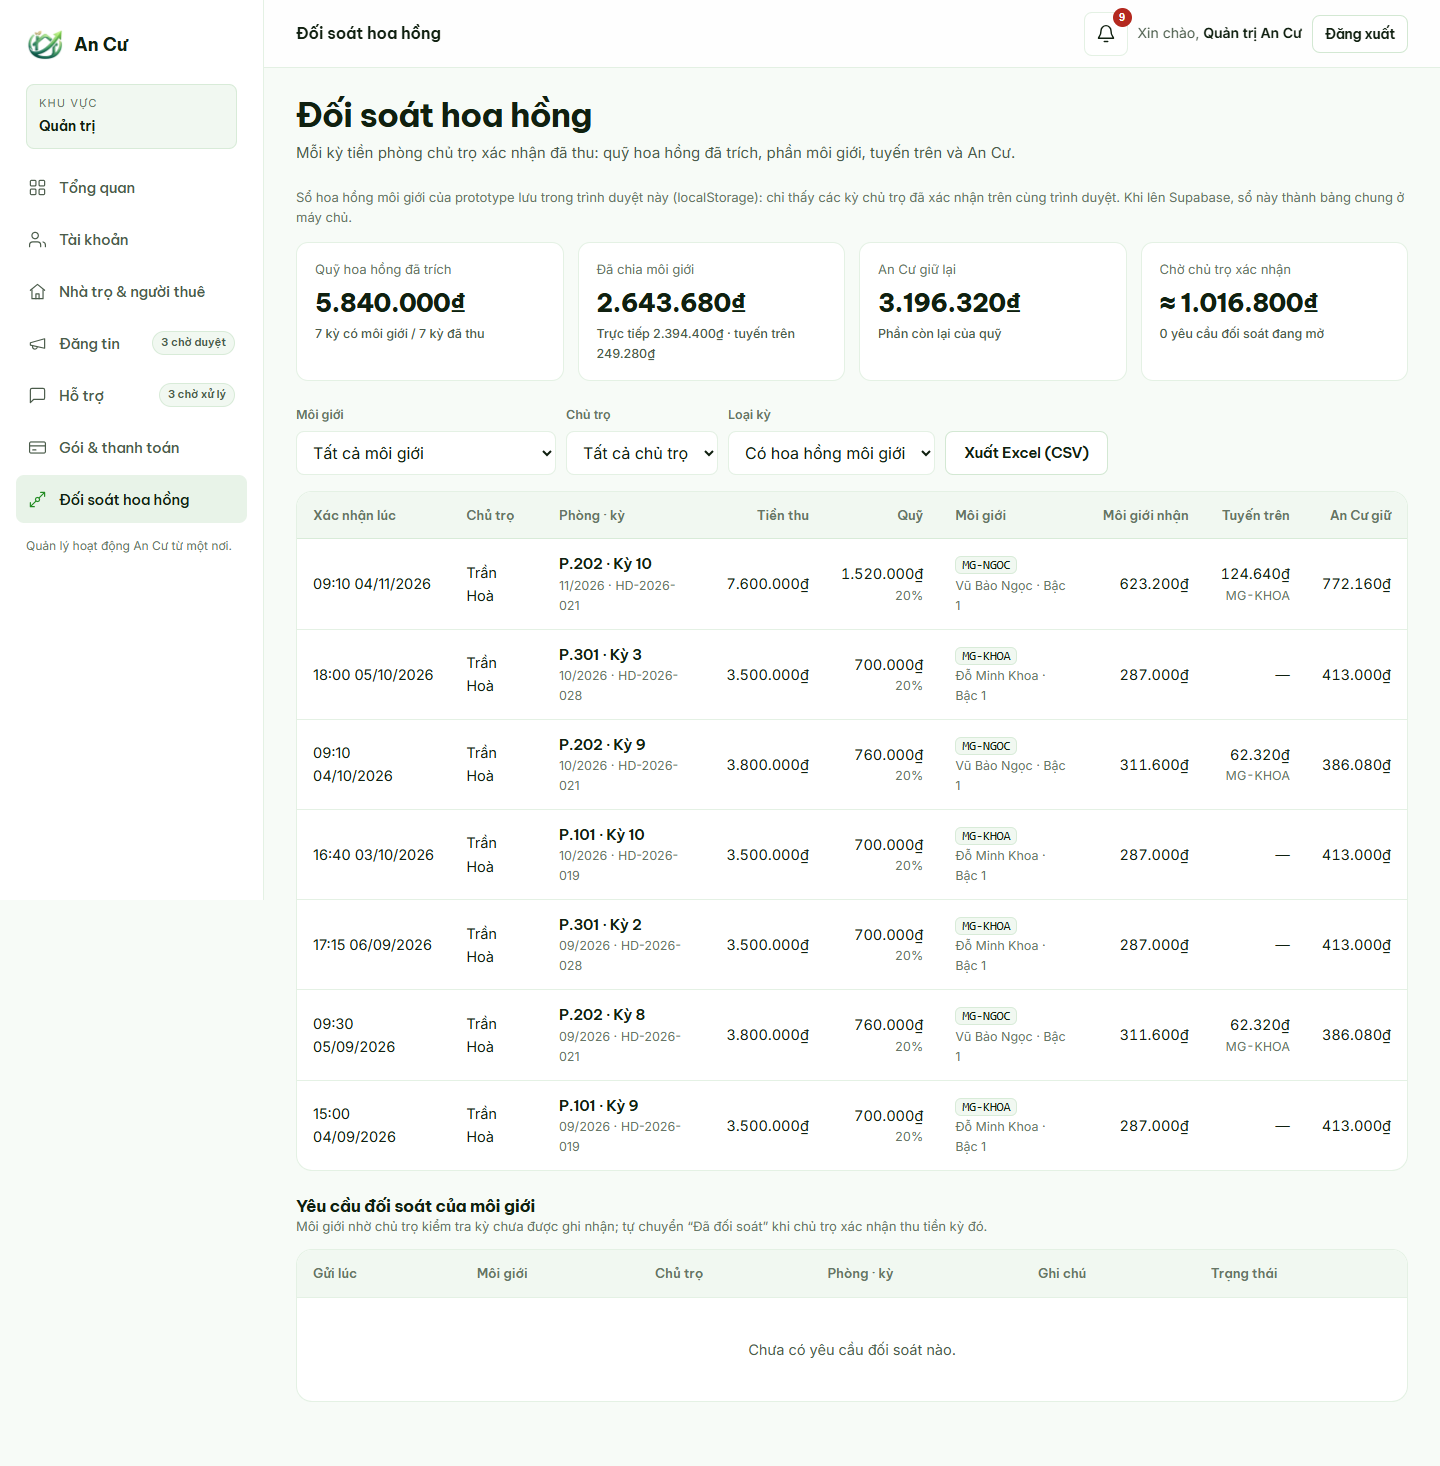 An Cư
KHU VỰC
Quản trị
Tổng quan
Tài khoản
Nhà trọ & người thuê
Đăng tin
3 chờ duyệt
Hỗ trợ
3 chờ xử lý
Gói & thanh toán
Đối soát hoa hồng
Quản lý hoạt động An Cư từ một nơi.
Đối soát hoa hồng
9
Xin chào, Quản trị An Cư
Đăng xuất
Đối soát hoa hồng
Mỗi kỳ tiền phòng chủ trọ xác nhận đã thu: quỹ hoa hồng đã trích, phần môi giới, tuyến trên và An Cư.
Sổ hoa hồng môi giới của prototype lưu trong trình duyệt này (localStorage): chỉ thấy các kỳ chủ trọ đã xác nhận trên cùng trình duyệt. Khi lên Supabase, sổ này thành bảng chung ở
máy chủ.
Quỹ hoa hồng đã trích
5.840.000₫
7 kỳ có môi giới / 7 kỳ đã thu
Đã chia môi giới
2.643.680₫
Trực tiếp 2.394.400₫ · tuyến trên
249.280₫
An Cư giữ lại
3.196.320₫
Phần còn lại của quỹ
Chờ chủ trọ xác nhận
≈ 1.016.800₫
0 yêu cầu đối soát đang mở
Môi giới
Chủ trọ
Loại kỳ
Tất cả môi giới
Tất cả chủ trọ
Có hoa hồng môi giới
Xuất Excel (CSV)
Xác nhận lúc
Chủ trọ
Phòng · kỳ
Tiền thu
Quỹ
Môi giới
Môi giới nhận
Tuyến trên
An Cư giữ
09:10 04/11/2026
Trần
Hoà
P.202 · Kỳ 10
11/2026 · HD-2026-
021
7.600.000₫
1.520.000₫
20%
MG-NGOC
Vũ Bảo Ngọc · Bậc
1
623.200₫
124.640₫
MG-KHOA
772.160₫
18:00 05/10/2026
Trần
Hoà
P.301 · Kỳ 3
10/2026 · HD-2026-
028
3.500.000₫
700.000₫
20%
MG-KHOA
Đỗ Minh Khoa ·
Bậc 1
287.000₫
—
413.000₫
09:10
04/10/2026
Trần
Hoà
P.202 · Kỳ 9
10/2026 · HD-2026-
021
3.800.000₫
760.000₫
20%
MG-NGOC
Vũ Bảo Ngọc · Bậc
1
311.600₫
62.320₫
MG-KHOA
386.080₫
16:40 03/10/2026
Trần
Hoà
P.101 · Kỳ 10
10/2026 · HD-2026-
019
3.500.000₫
700.000₫
20%
MG-KHOA
Đỗ Minh Khoa ·
Bậc 1
287.000₫
—
413.000₫
17:15 06/09/2026
Trần
Hoà
P.301 · Kỳ 2
09/2026 · HD-2026-
028
3.500.000₫
700.000₫
20%
MG-KHOA
Đỗ Minh Khoa ·
Bậc 1
287.000₫
—
413.000₫
09:30
05/09/2026
Trần
Hoà
P.202 · Kỳ 8
09/2026 · HD-2026-
021
3.800.000₫
760.000₫
20%
MG-NGOC
Vũ Bảo Ngọc · Bậc
1
311.600₫
62.320₫
MG-KHOA
386.080₫
15:00
04/09/2026
Trần
Hoà
P.101 · Kỳ 9
09/2026 · HD-2026-
019
3.500.000₫
700.000₫
20%
MG-KHOA
Đỗ Minh Khoa ·
Bậc 1
287.000₫
—
413.000₫
Yêu cầu đối soát của môi giới
Môi giới nhờ chủ trọ kiểm tra kỳ chưa được ghi nhận; tự chuyển “Đã đối soát” khi chủ trọ xác nhận thu tiền kỳ đó.
Gửi lúc
Môi giới
Chủ trọ
Phòng · kỳ
Ghi chú
Trạng thái
Chưa có yêu cầu đối soát nào.